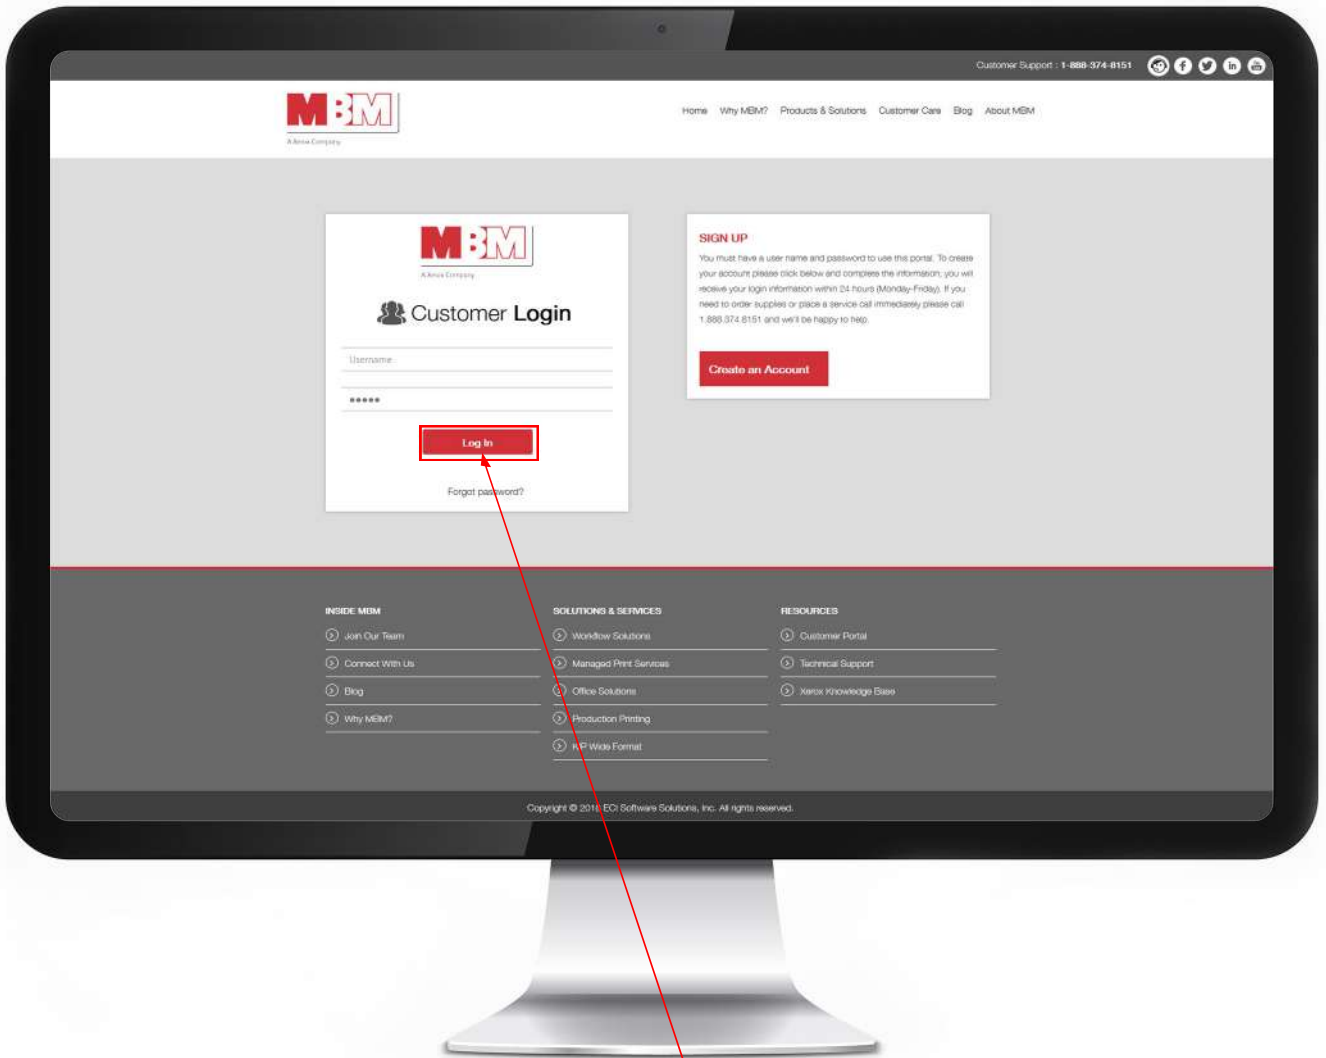 Customer Support : 1-888-374-8151
MBM
Home Why MBM? Products & Solutions Customer Care Blog About MBM
A Company
MBM
A Company
Customer Login
Username
Log In
Forgot password?
SIGN UP
You must have a user name and password to use this portal. To create
your account please click below and complete the information, you will
receive your login information within 24 hours (Monday-Friday). If you
need to order supplies or place a service call immediately please call
1.888.374.8151 and we'll be happy to help.
Create an Account
INSIDE MBM
Join Our Team
Connect With Us
Blog
Why MBM?
SOLUTIONS & SERVICES
Workflow Solutions
Managed Print Services
Office Solutions
Production Printing
KIP Wide Format
RESOURCES
Customer Portal
Technical Support
Xerox Knowledge Base
Copyright © ECI Software Solutions, Inc. All rights reserved.